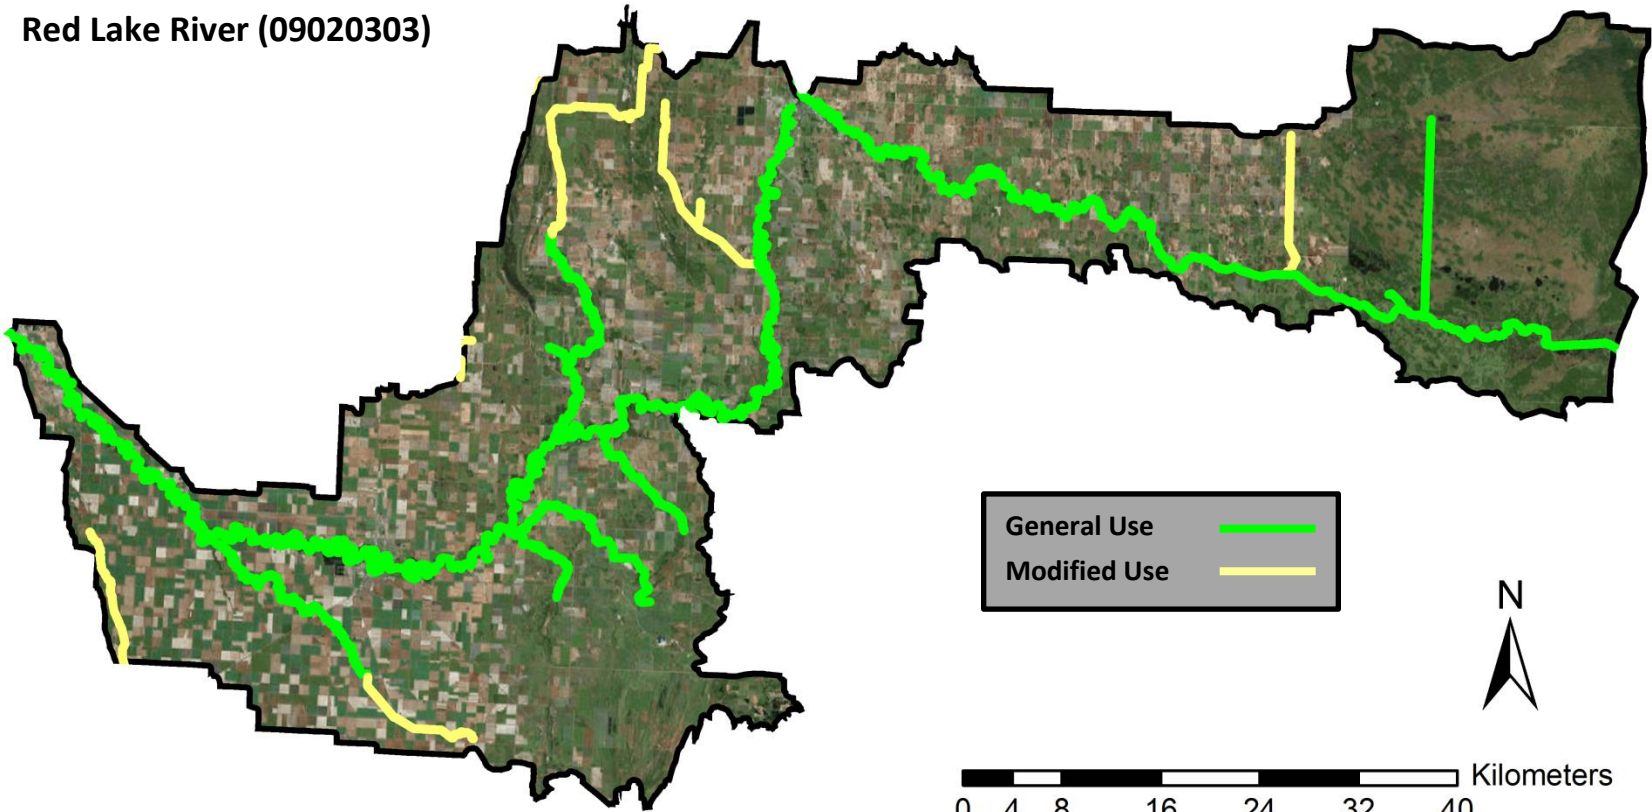 Red Lake River (09020303)
General Use
Modified Use
N
Kilometers
0 4 8 16 24 32 40